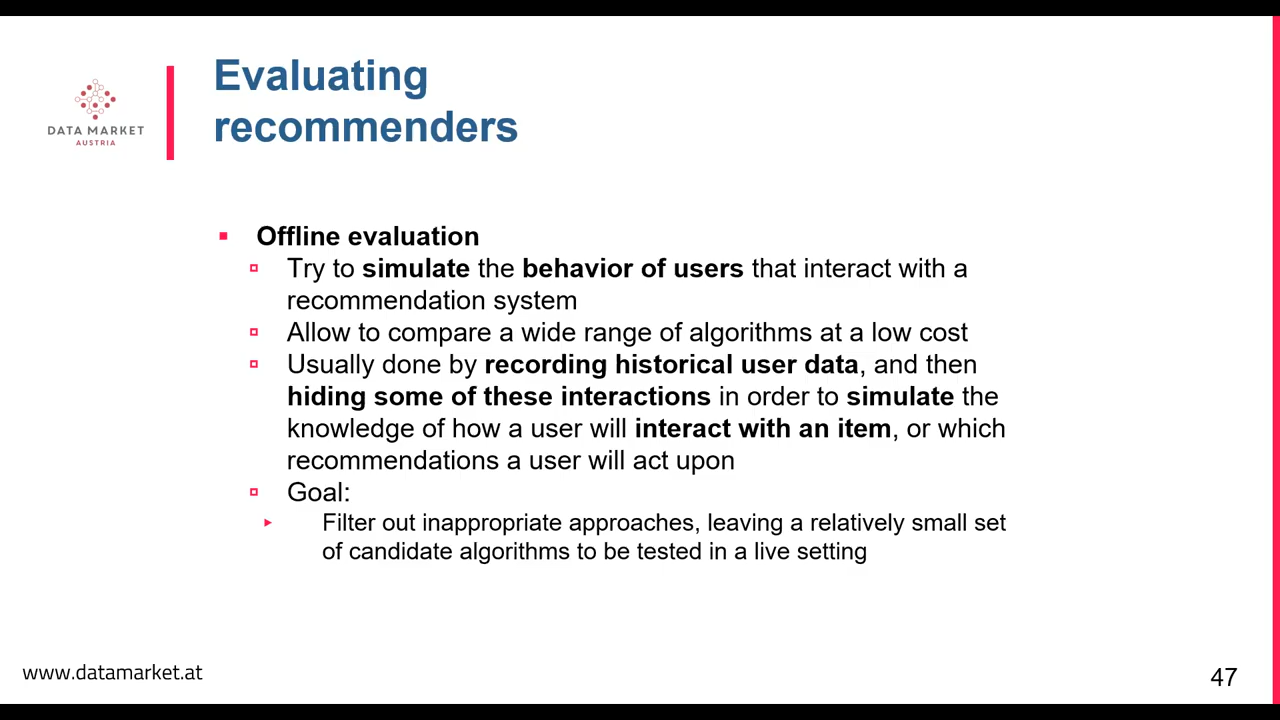 Evaluating
recommenders
DATA MARKET
AUSTRIA
Offline evaluation
Try to simulate the behavior of users that interact with a
recommendation system
Allow to compare a wide range of algorithms at a low cost
Usually done by recording historical user data, and then
hiding some of these interactions in order to simulate the
knowledge of how a user will interact with an item, or which
recommendations a user will act upon
Goal:
Filter out inappropriate approaches, leaving a relatively small set
of candidate algorithms to be tested in a live setting
www.datamarket.at
47